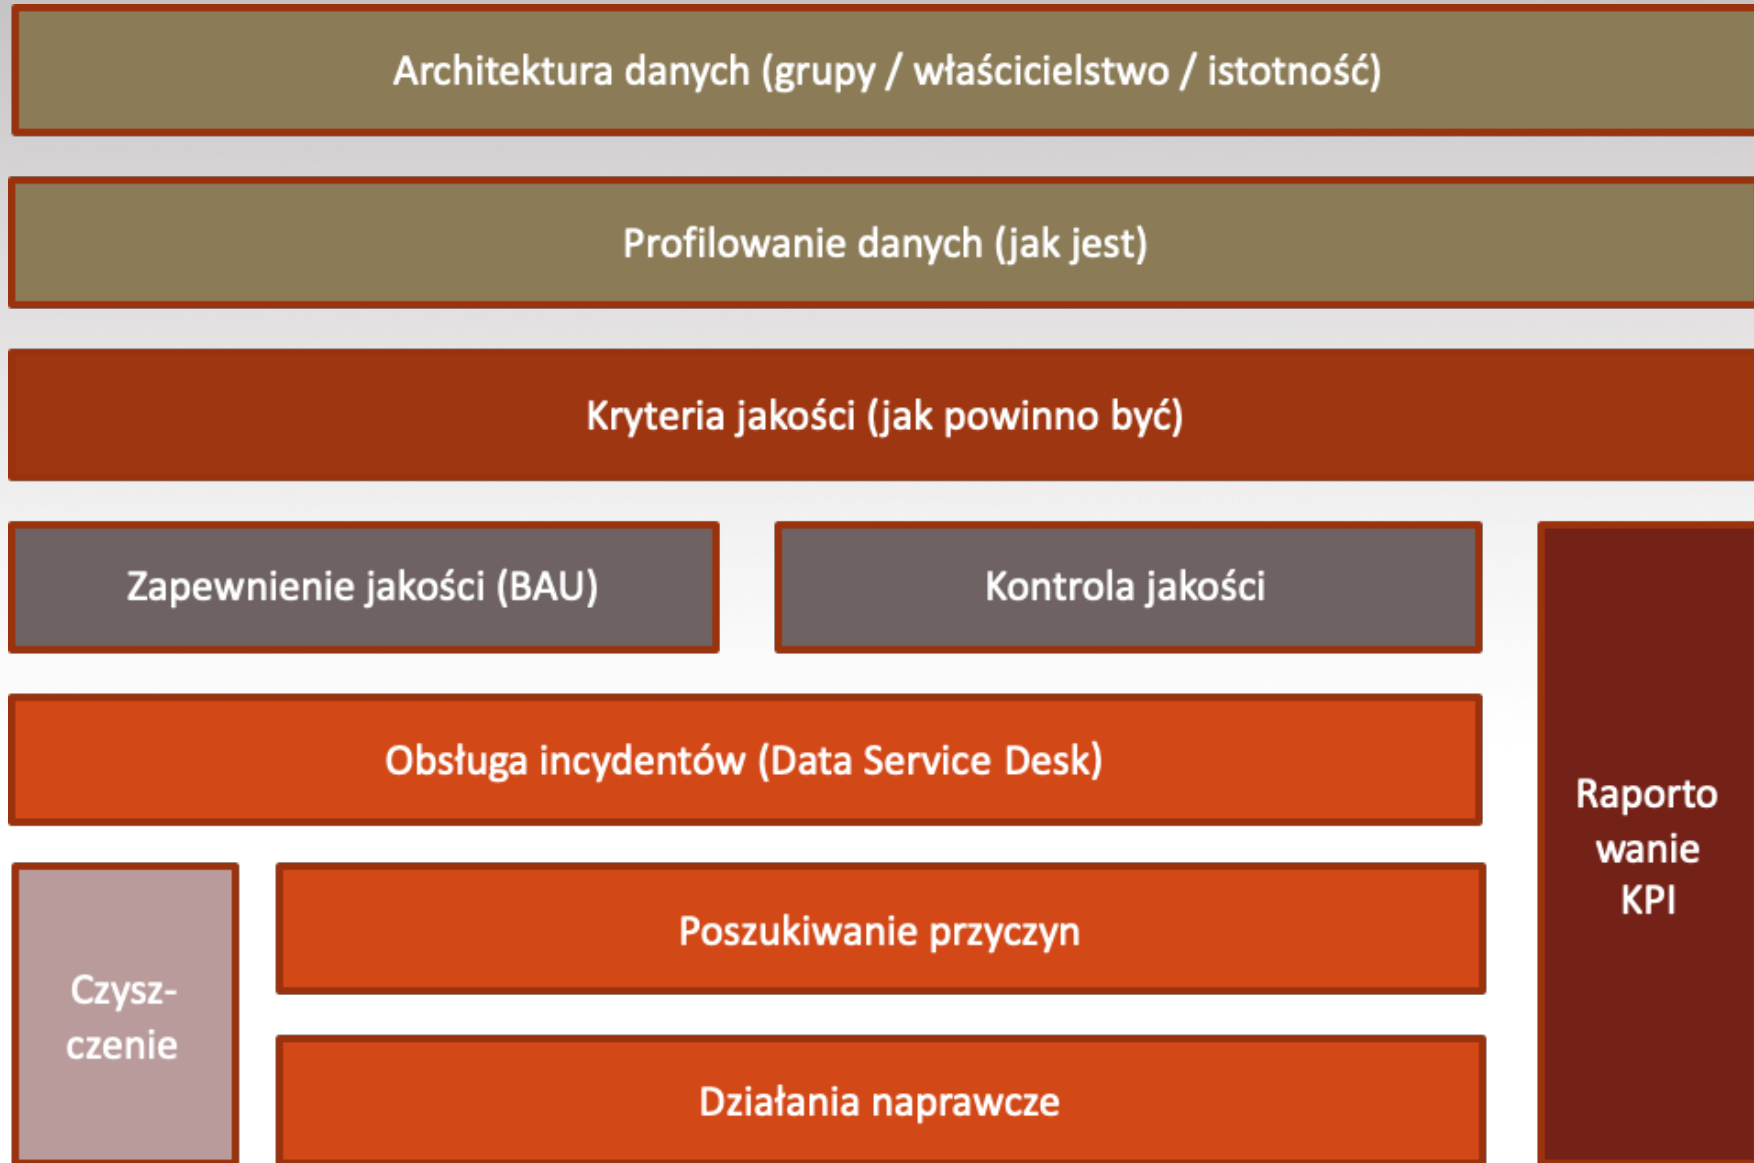 Architektura danych (grupy / właścicielstwo / istotność)
Profilowanie danych (jak jest)
Kryteria jakości (jak powinno być)
Zapewnienie jakości (BAU)
Kontrola jakości
Obsługa incydentów (Data Service Desk)
Raporto
wanie
KPI
Poszukiwanie przyczyn
Czysz-
czenie
Działania naprawcze